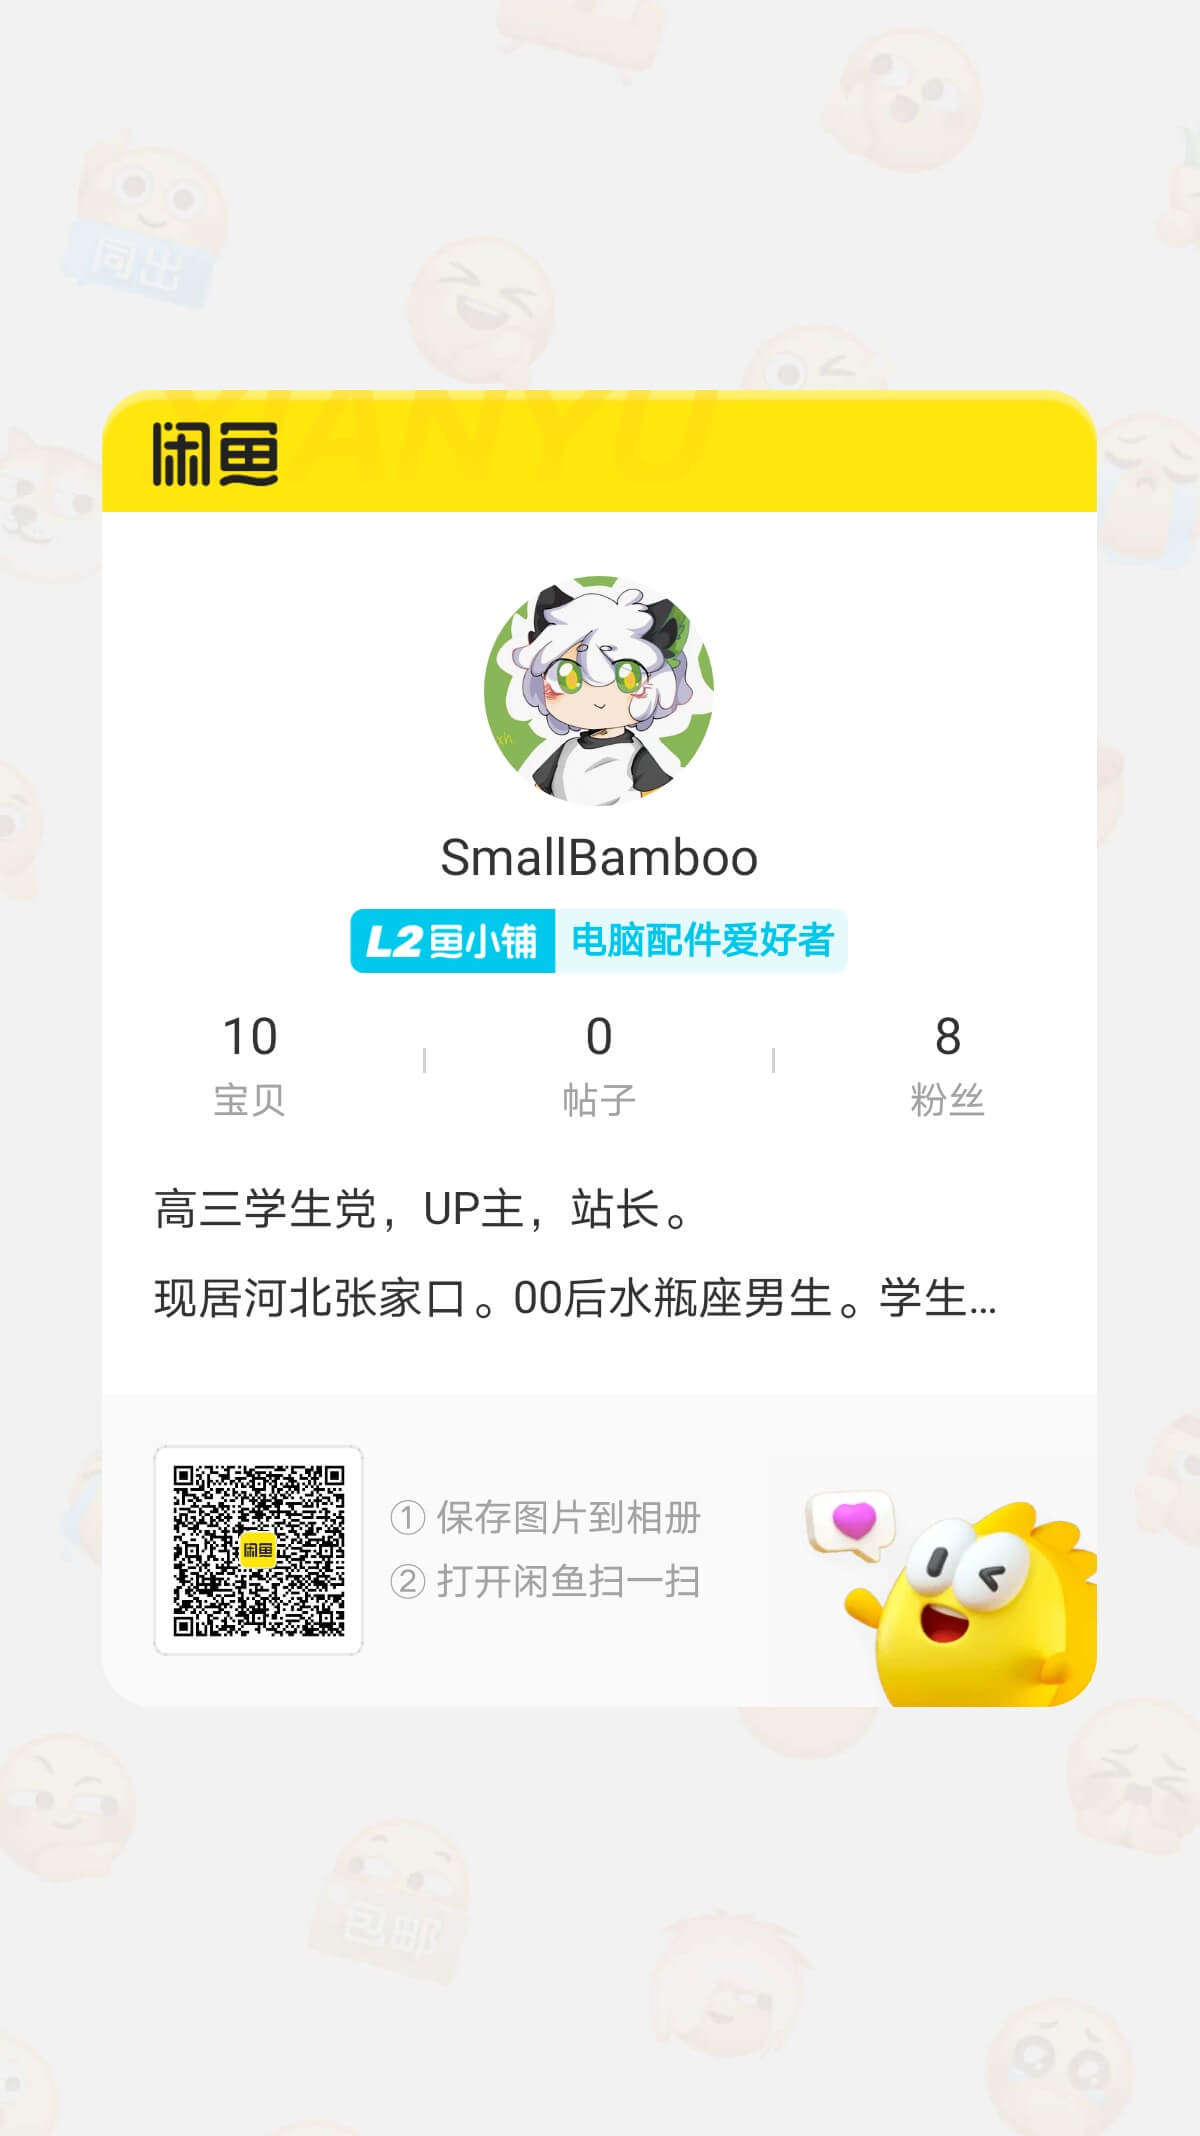 同出
XIANYU
闲鱼
SmallBamboo
L2鱼小铺 电脑配件爱好者
10 0 8
宝贝 帖子 粉丝
高三学生党，UP主，站长。
现居河北张家口。00后水瓶座男生。学生...
① 保存图片到相册
闲鱼
② 打开闲鱼扫一扫
包邮